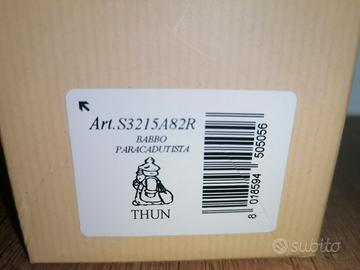 Art.S3215A82R
BABBO
PARACADUTISTA
THUN
8 018594 505056
subito